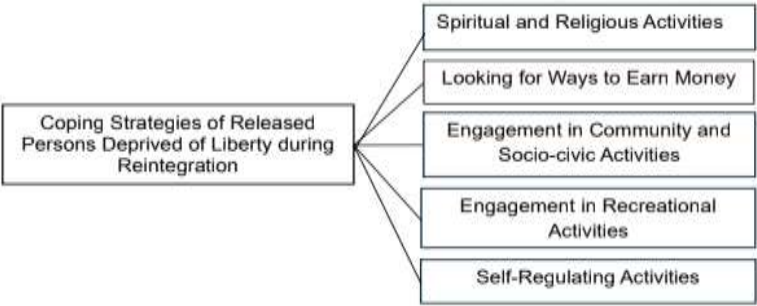 Coping Strategies of Released
Persons Deprived of Liberty during
Reintegration
Spiritual and Religious Activities
Looking for Ways to Earn Money
Engagement in Community and
Socio-civic Activities
Engagement in Recreational
Activities
Self-Regulating Activities